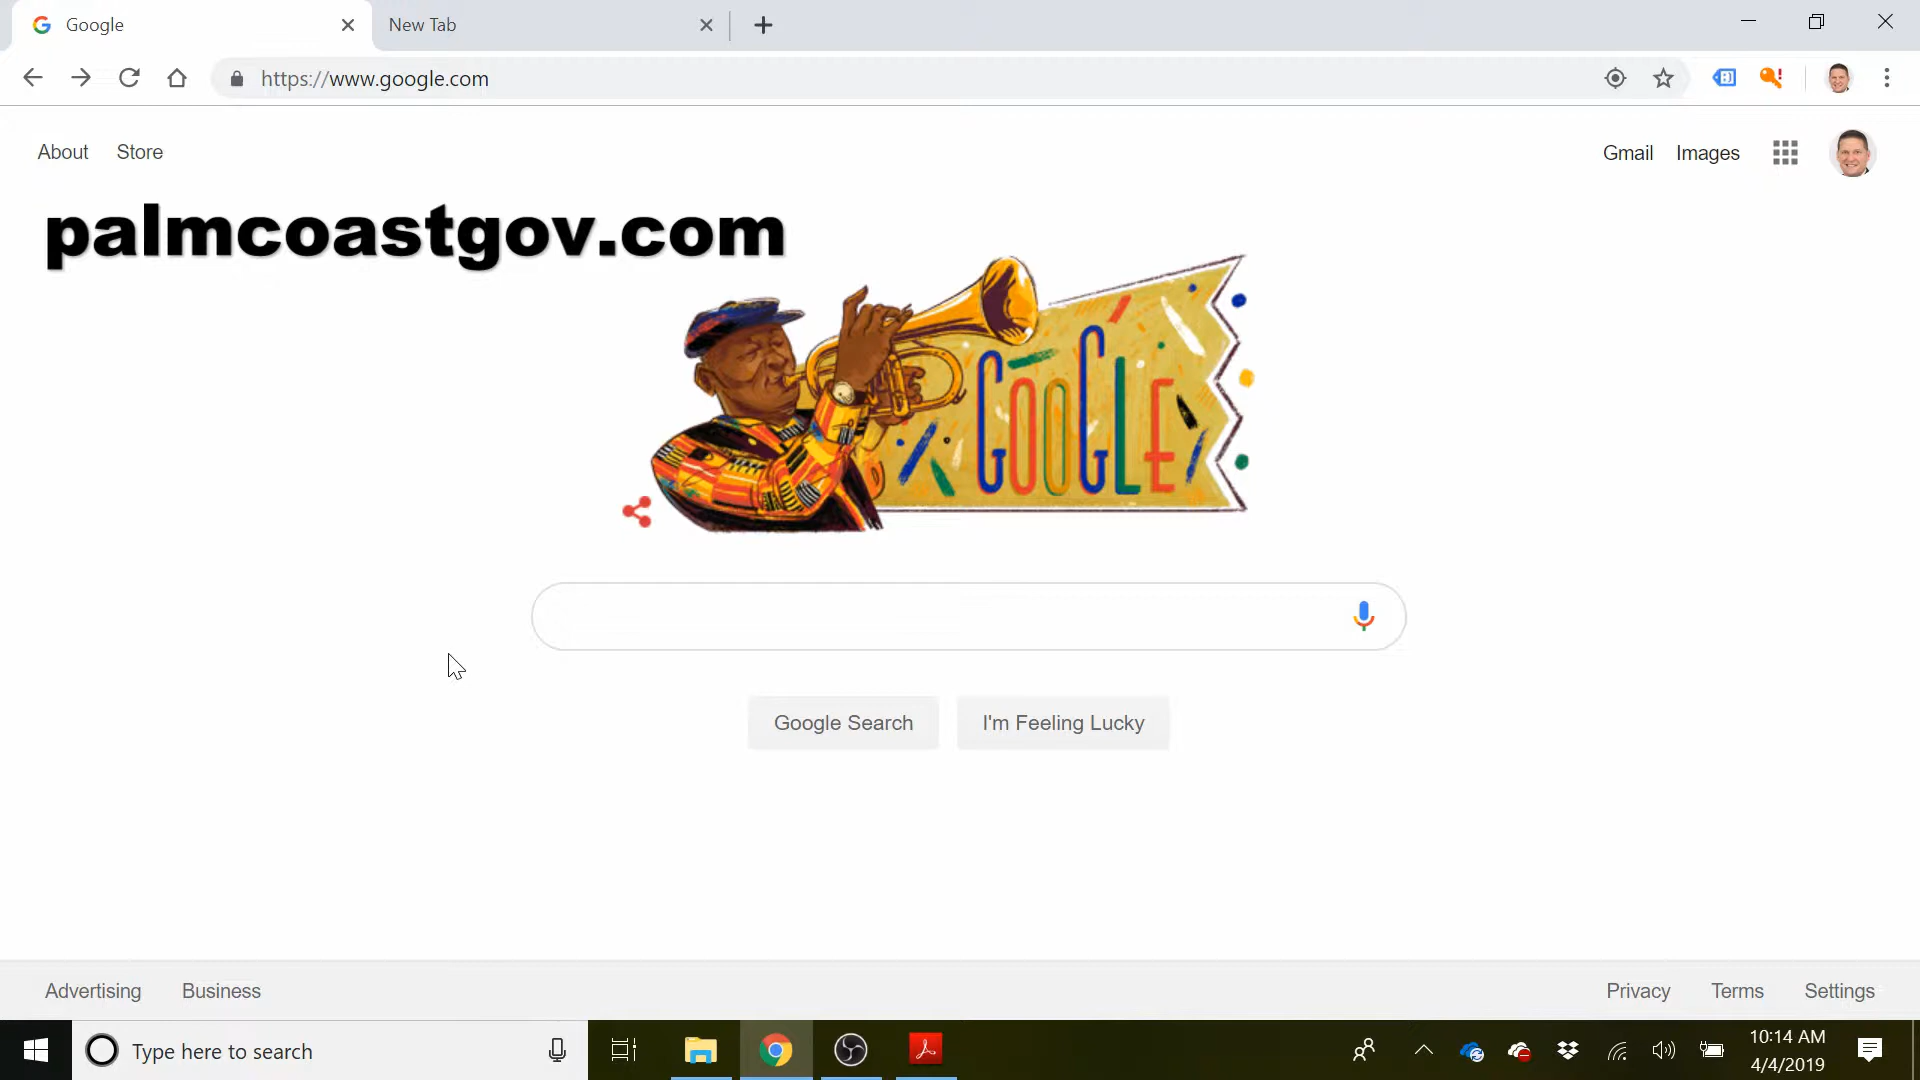 Google
New Tab
https://www.google.com
About Store
Gmail Images
palmcoastgov.com
GOOGLE
Google Search
I'm Feeling Lucky
Advertising Business
Privacy Terms Settings
Type here to search
10:14 AM
4/4/2019